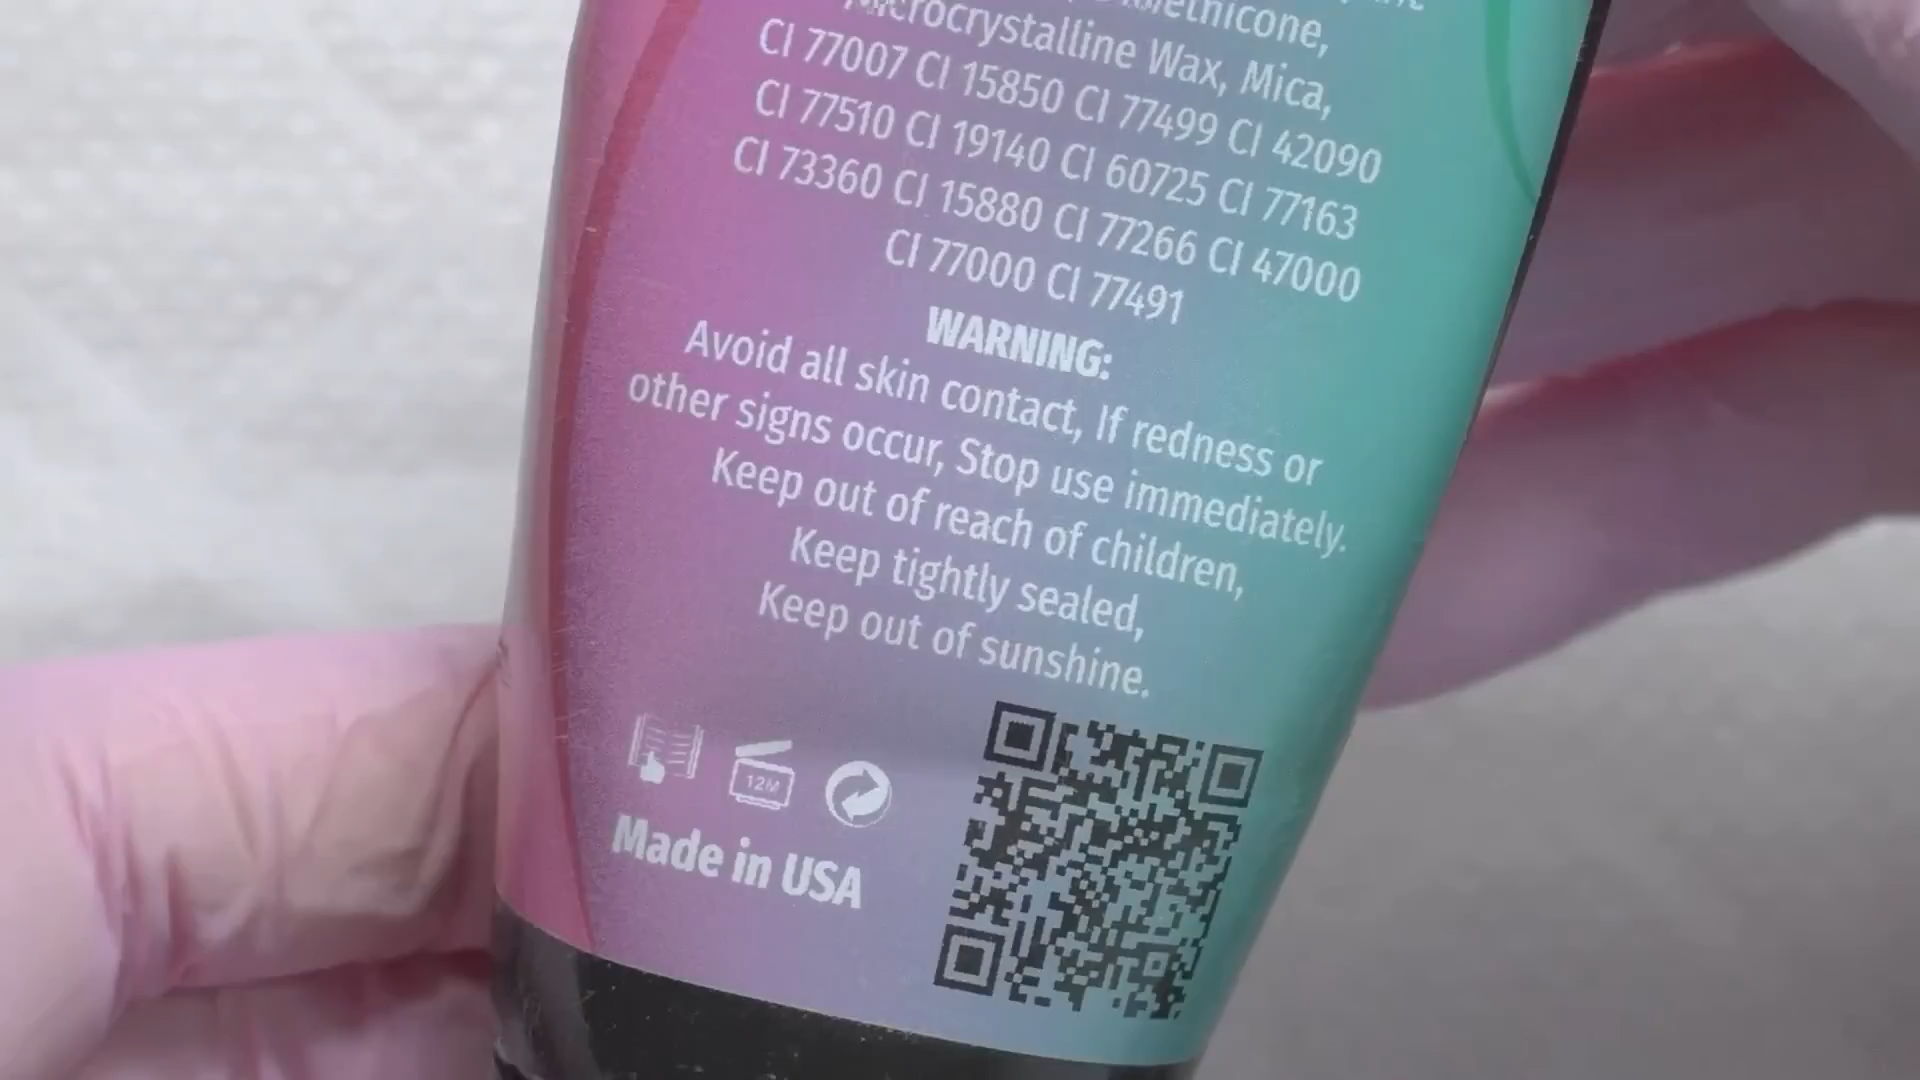 Microcrystalline Wax, Mica,
CI 77007 CI 15850 CI 77499 CI 42090
CI 77510 CI 19140 CI 60725 CI 77163
CI 73360 CI 15880 CI 77266 CI 47000
CI 77000 CI 77491
WARNING:
Avoid all skin contact, If redness or
other signs occur, Stop use immediately.
Keep out of reach of children,
Keep tightly sealed,
Keep out of sunshine.
12M
Made in USA